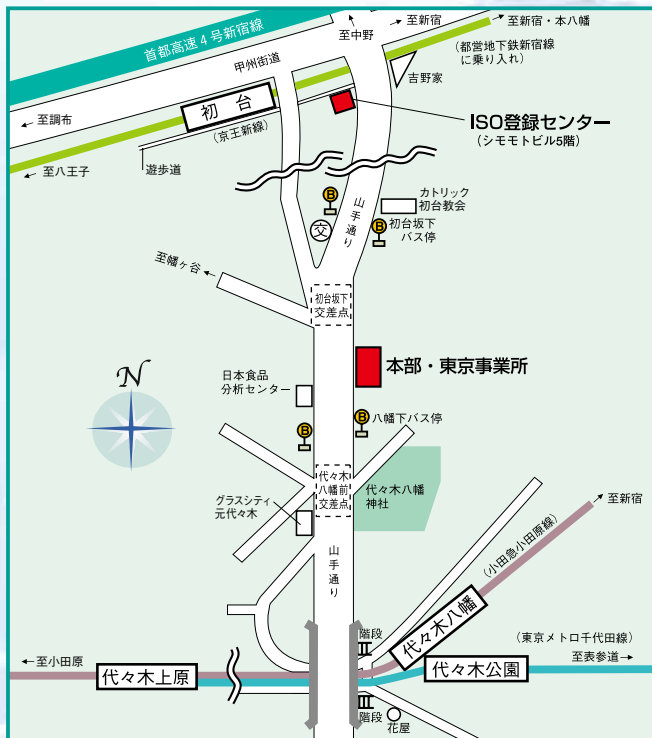 首都高速4号新宿線
至新宿
至中野
至新宿・本八幡
(都営地下鉄新宿線
に乗り入れ)
甲州街道
吉野家
初台
(京王新線)
至調布
至八王子
遊歩道
ISO登録センター
(シモモトビル5階)
B
カトリック
初台教会
山手通り
交
B
初台坂下
バス停
至幡ヶ谷
初台坂下
交差点
本部・東京事業所
日本食品
分析センター
N
B
八幡下バス停
B
代々木
八幡前
交差点
代々木八幡
神社
グラスシティ
元代々木
至新宿
(小田急小田原線)
山手通り
代々木八幡
階段
(東京メトロ千代田線)
至表参道
至小田原
代々木上原
代々木公園
階段
花屋